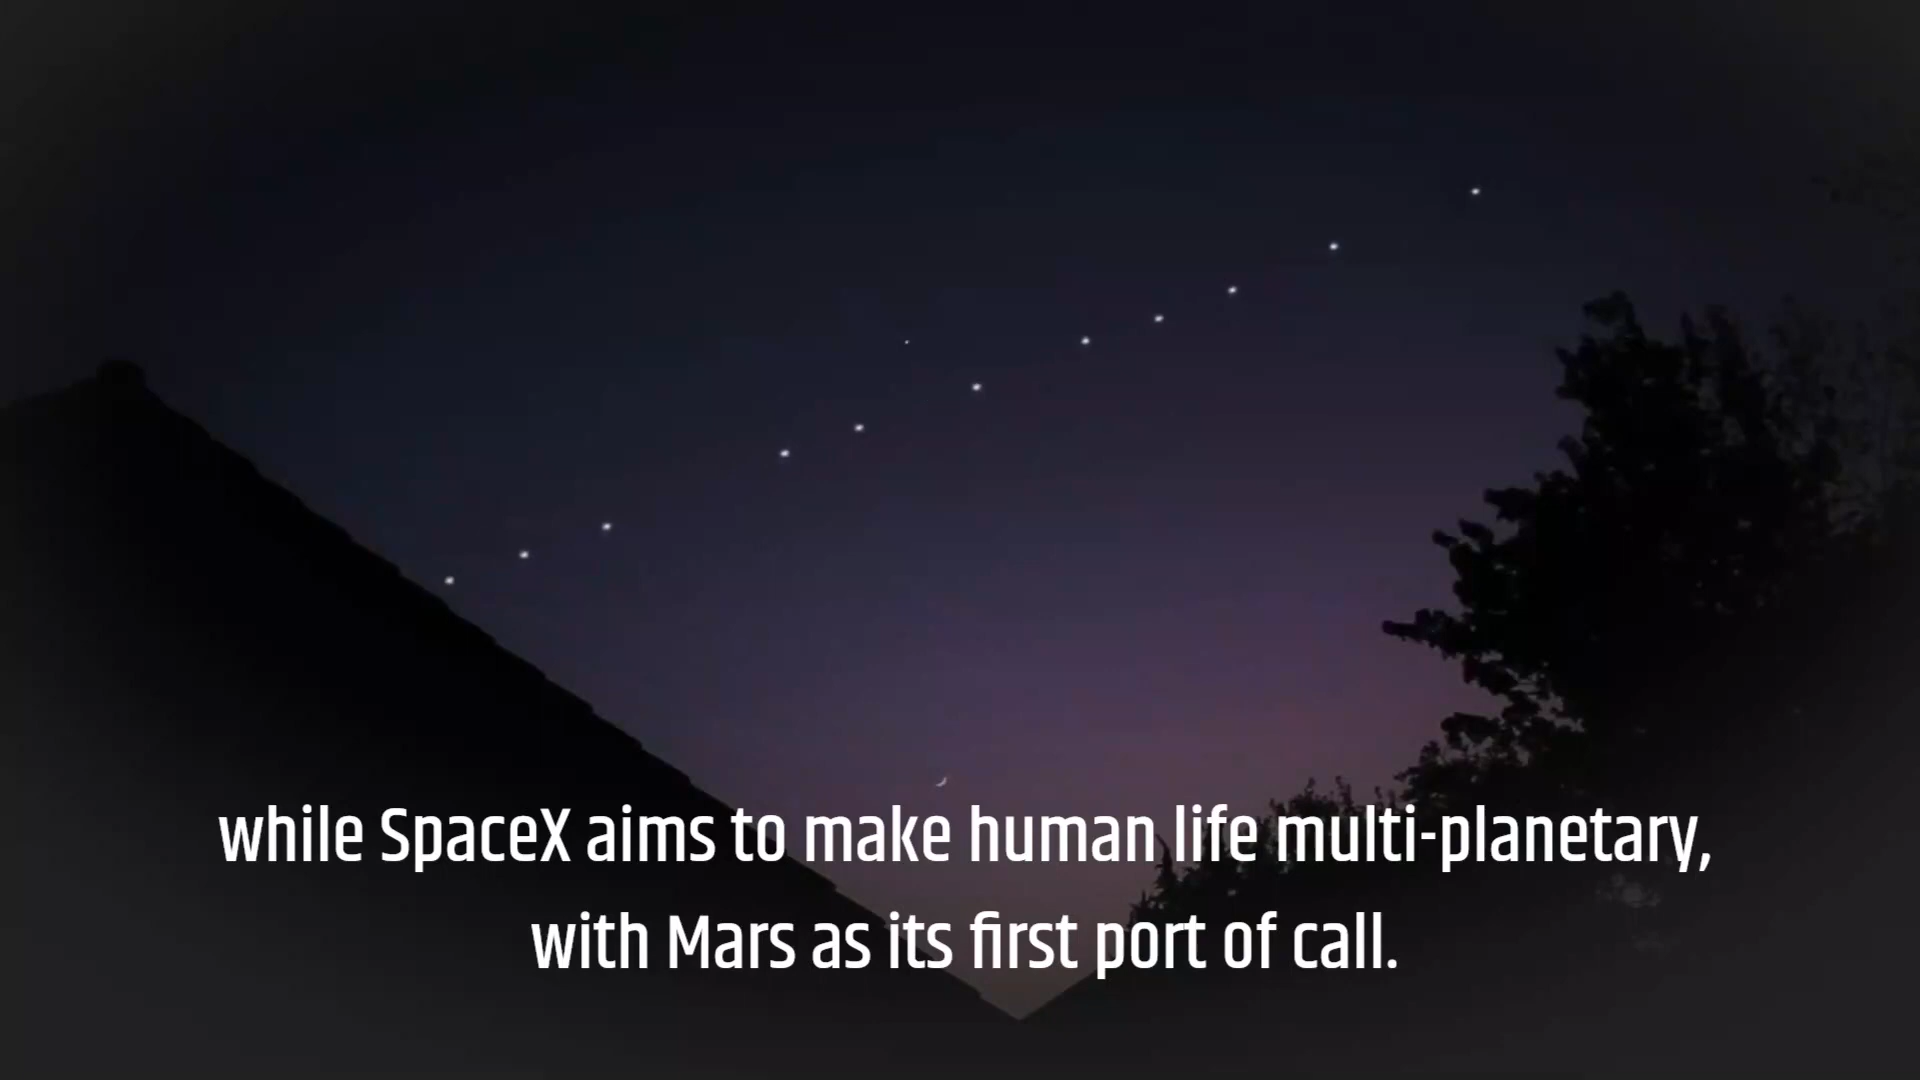 while SpaceX aims to make human life multi-planetary,
with Mars as its first port of call.